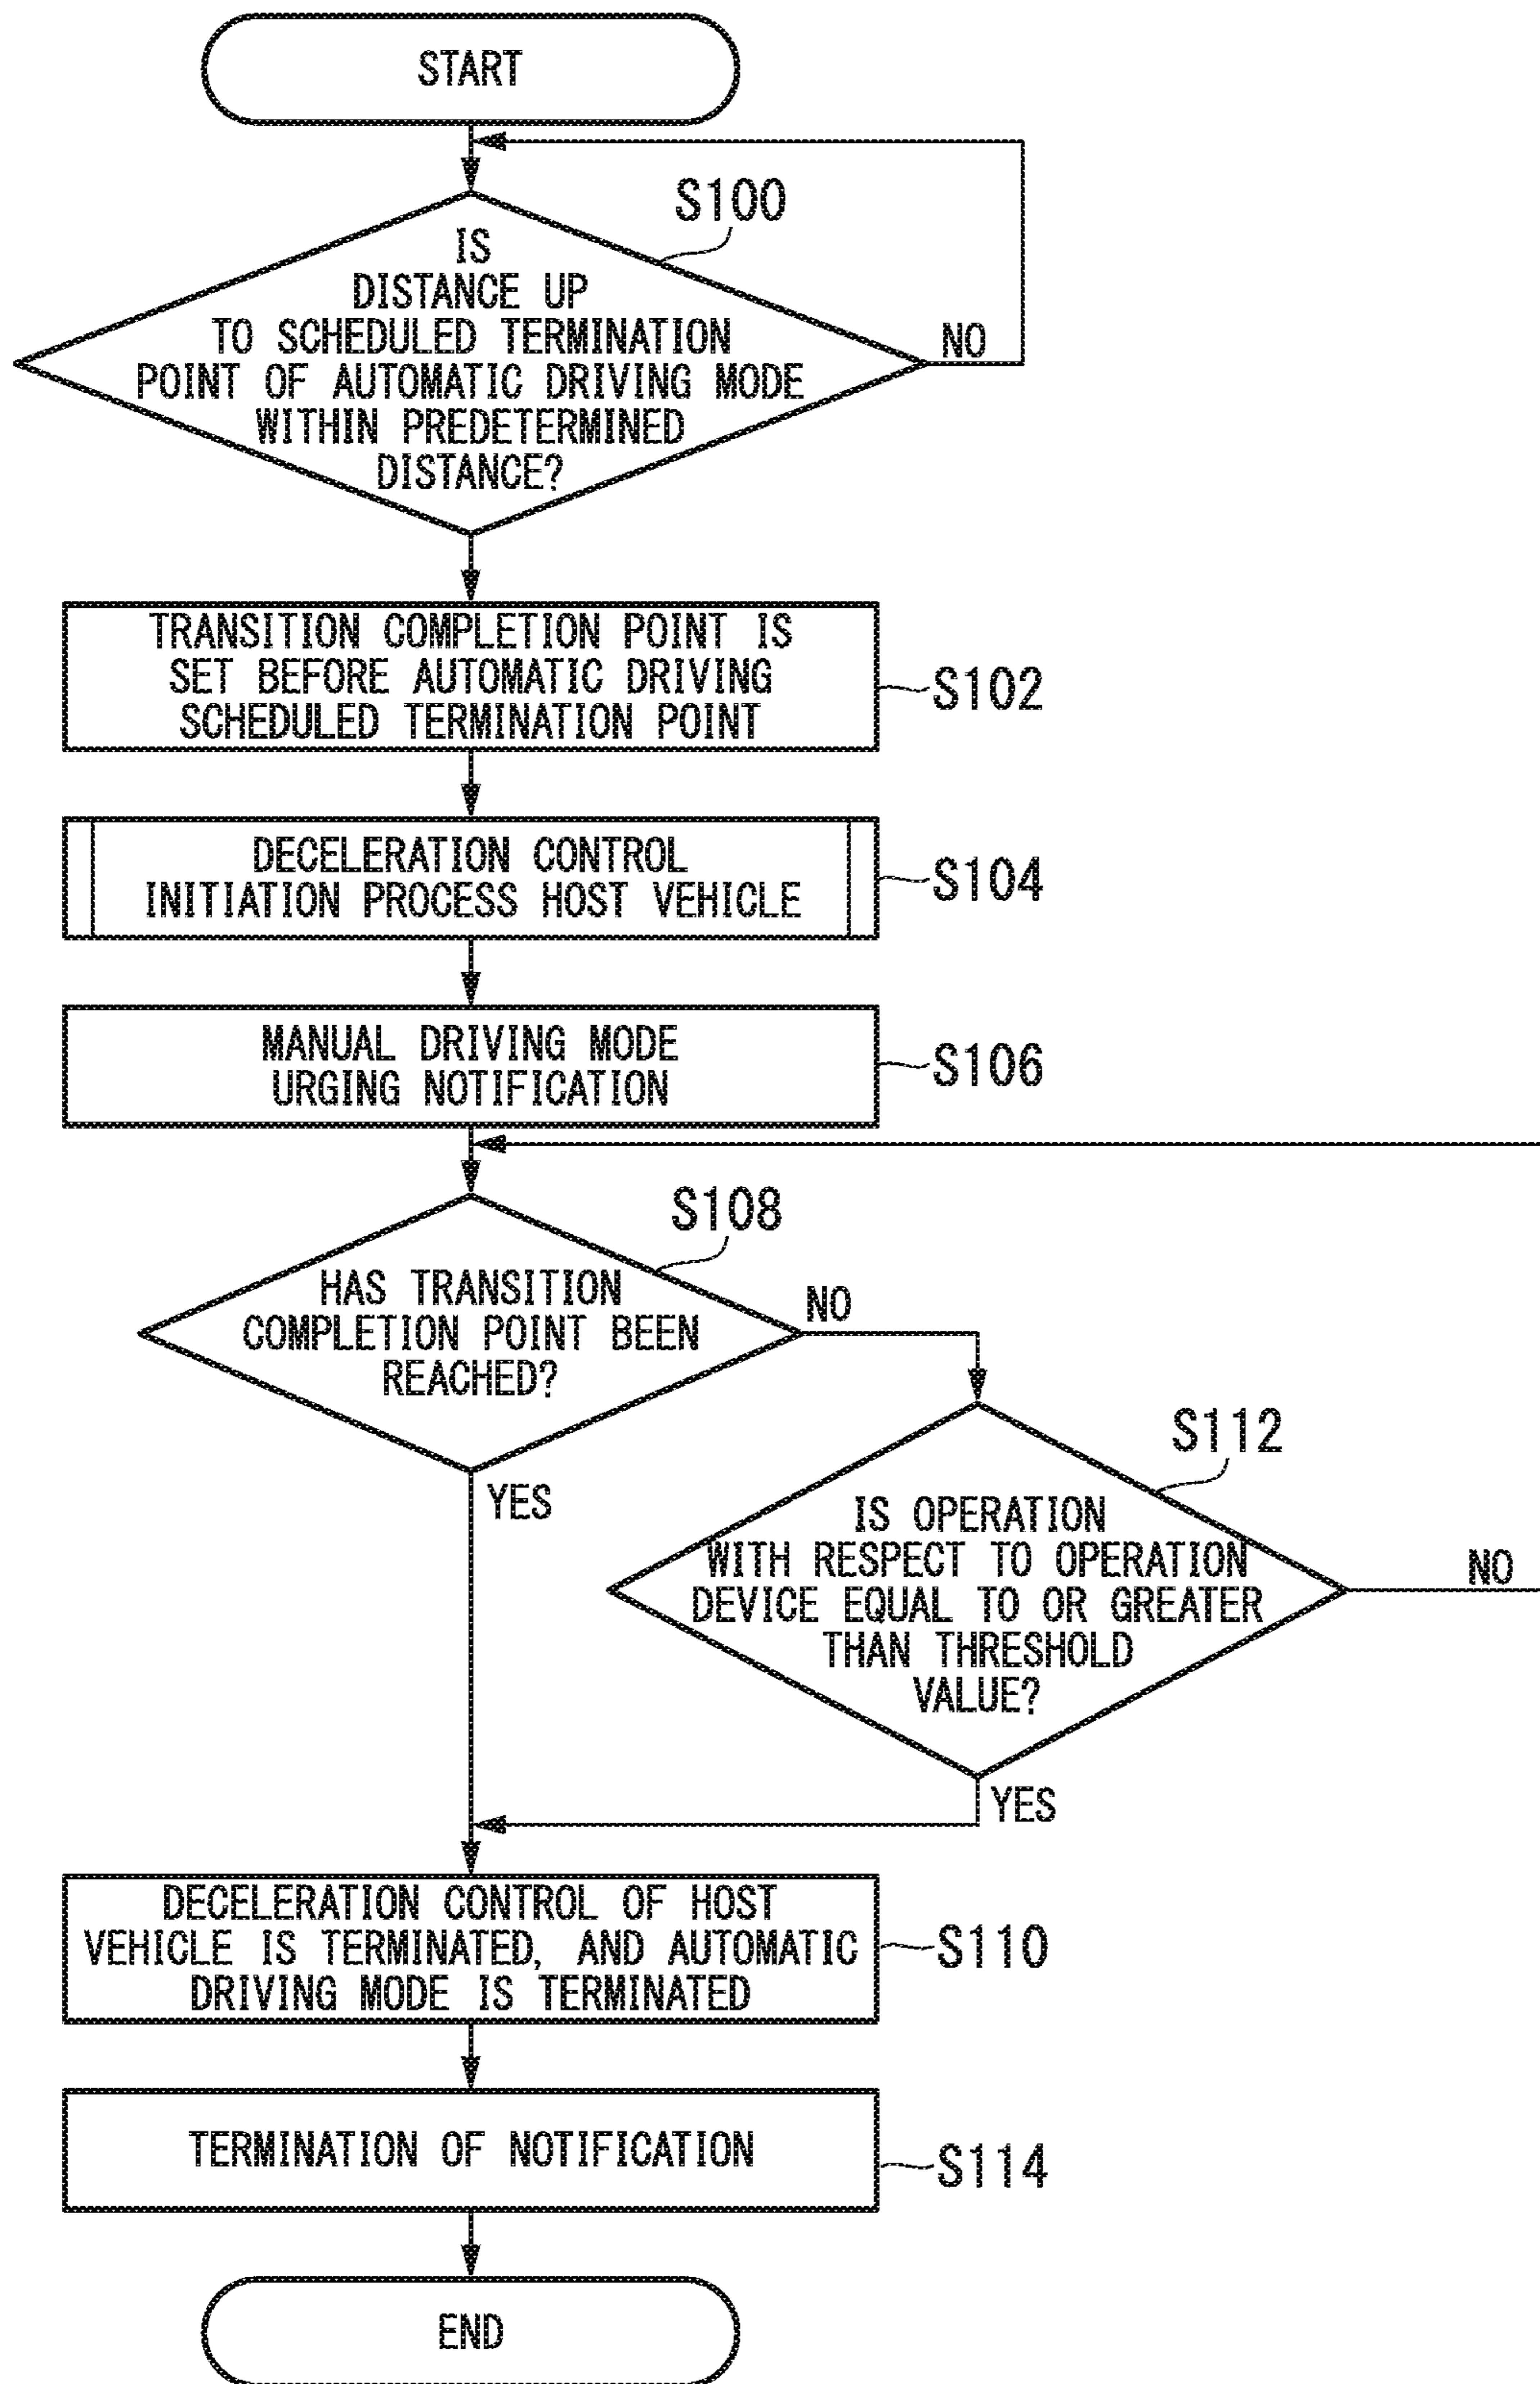 START
S100
IS
DISTANCE UP
TO SCHEDULED TERMINATION
POINT OF AUTOMATIC DRIVING MODE
WITHIN PREDETERMINED
DISTANCE?
NO
TRANSITION COMPLETION POINT IS
SET BEFORE AUTOMATIC DRIVING
SCHEDULED TERMINATION POINT
S102
DECELERATION CONTROL
INITIATION PROCESS HOST VEHICLE
S104
MANUAL DRIVING MODE
URGING NOTIFICATION
S106
S108
HAS TRANSITION
COMPLETION POINT BEEN
REACHED?
NO
YES
S112
IS OPERATION
WITH RESPECT TO OPERATION
DEVICE EQUAL TO OR GREATER
THAN THRESHOLD
VALUE?
NO
YES
DECELERATION CONTROL OF HOST
VEHICLE IS TERMINATED, AND AUTOMATIC
DRIVING MODE IS TERMINATED
S110
TERMINATION OF NOTIFICATION
S114
END